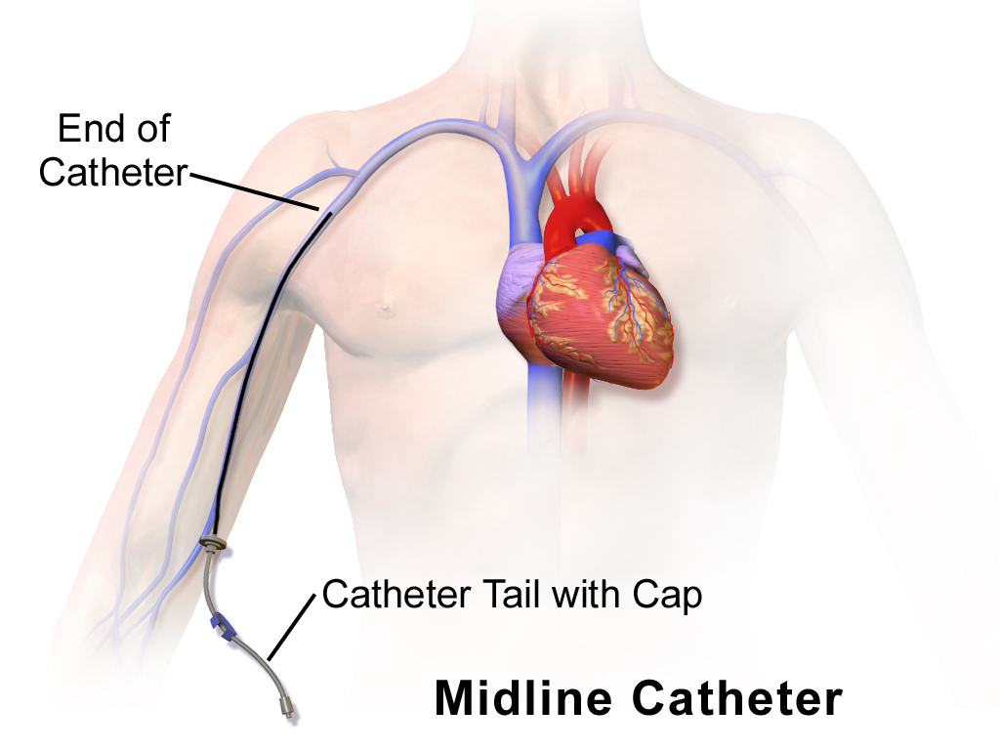 End of
Catheter
Catheter Tail with Cap
Midline Catheter